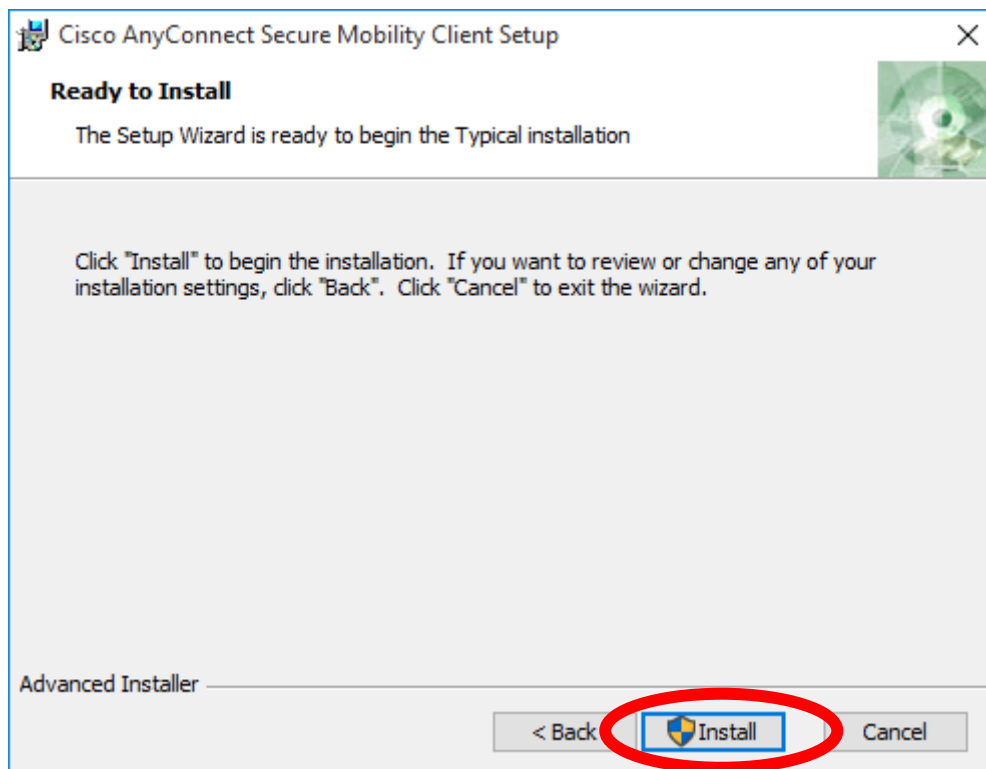 Cisco AnyConnect Secure Mobility Client Setup
Ready to Install
The Setup Wizard is ready to begin the Typical installation
Click "Install" to begin the installation.  If you want to review or change any of your
installation settings, click "Back".  Click "Cancel" to exit the wizard.
Advanced Installer
< Back Install Cancel